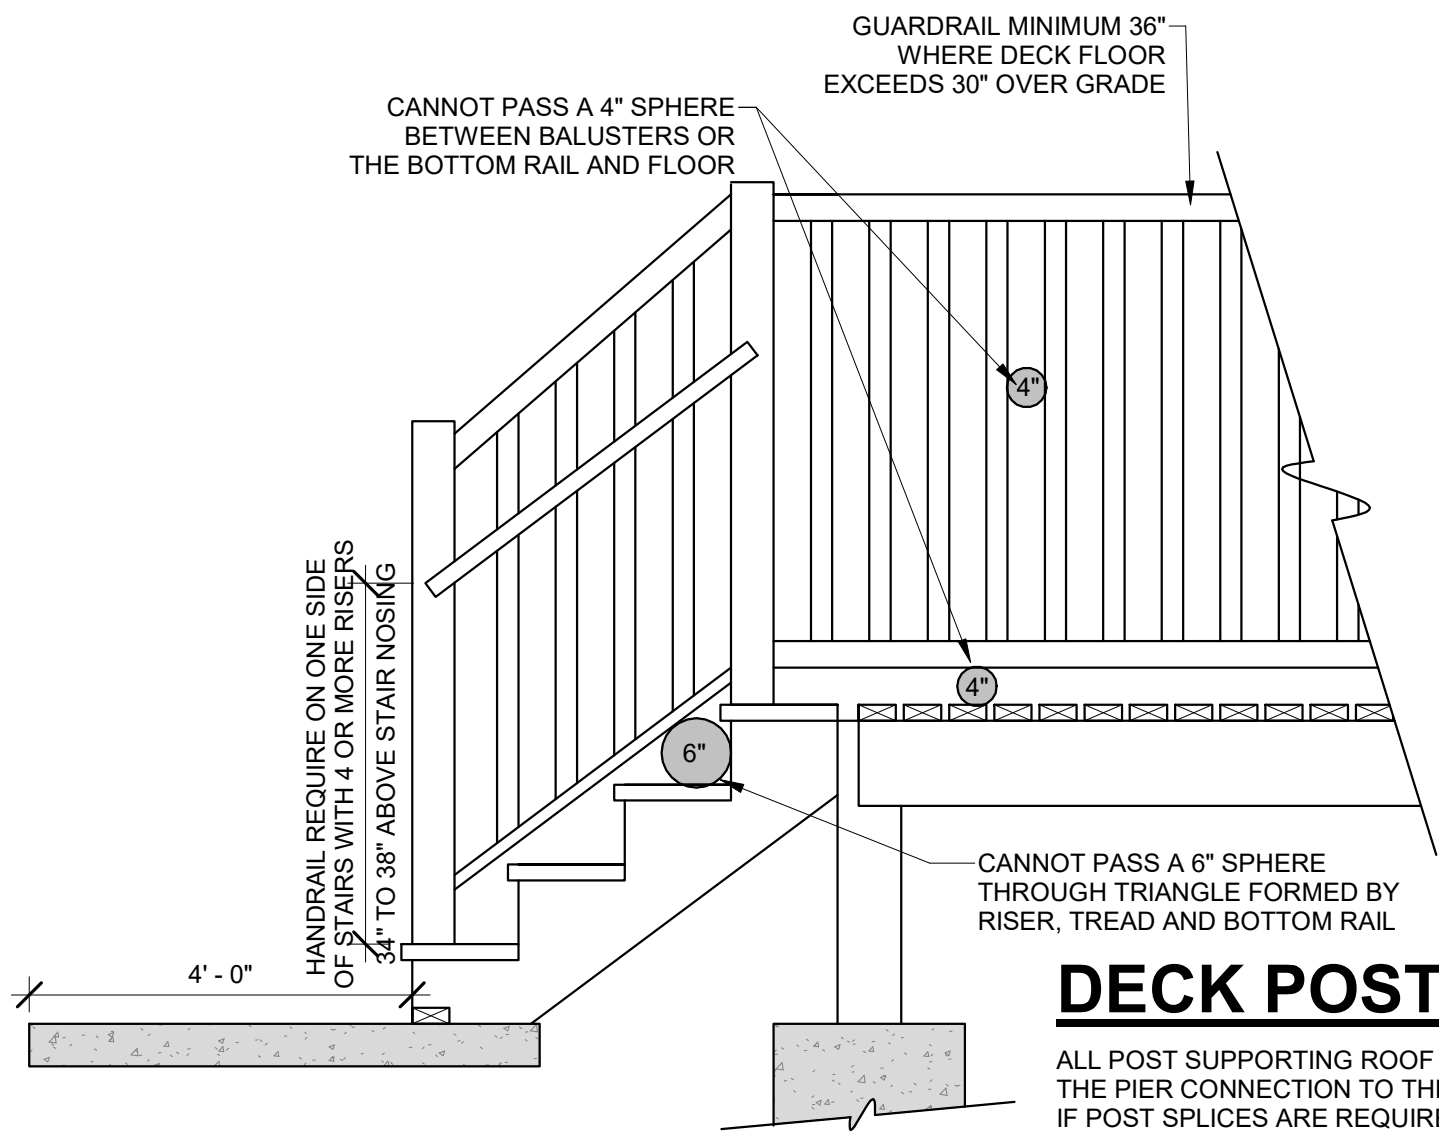 GUARDRAIL MINIMUM 36"
WHERE DECK FLOOR
EXCEEDS 30" OVER GRADE
CANNOT PASS A 4" SPHERE
BETWEEN BALUSTERS OR
THE BOTTOM RAIL AND FLOOR
4"
4"
6"
HANDRAIL REQUIRE ON ONE SIDE
OF STAIRS WITH 4 OR MORE RISERS
34" TO 38" ABOVE STAIR NOSING
CANNOT PASS A 6" SPHERE
THROUGH TRIANGLE FORMED BY
RISER, TREAD AND BOTTOM RAIL
4' - 0"
DECK POST
ALL POST SUPPORTING ROOF
THE PIER CONNECTION TO THE
IF POST SPLICES ARE REQUIRE